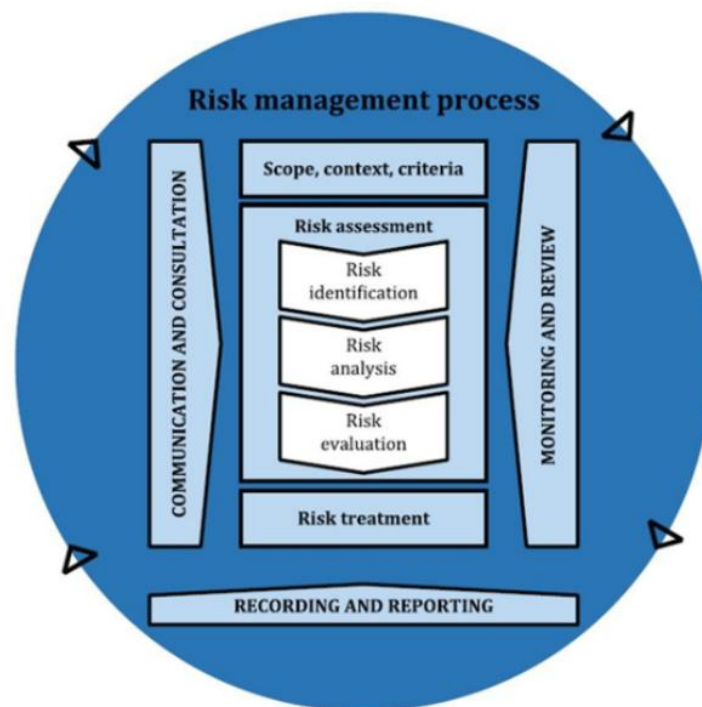 Risk management process
COMMUNICATION AND CONSULTATION
Scope, context, criteria
Risk assessment
Risk
identification
Risk
analysis
Risk
evaluation
Risk treatment
MONITORING AND REVIEW
RECORDING AND REPORTING